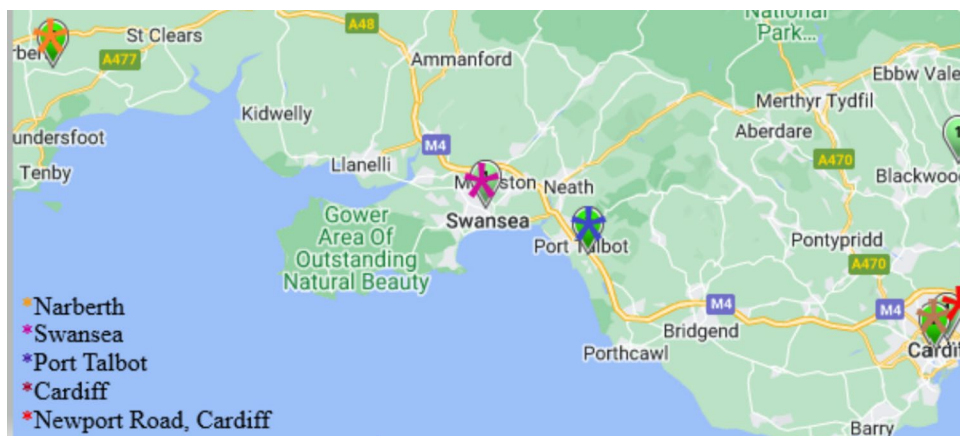 National
Park...
A48
St Clears
A477
Ammanford
Ebbw Vale
Merthyr Tydfil
Kidwelly
Aberdare
undersfoot
M4
Llanelli
A470
Tenby
Neath
Blackwood
Swansea
Gower
Area Of
Outstanding
Natural Beauty
Port Talbot
Pontypridd
A470
M4
M4
Bridgend
Porthcawl
Cardif
Barry
*Narberth
*Swansea
*Port Talbot
*Cardiff
*Newport Road, Cardiff